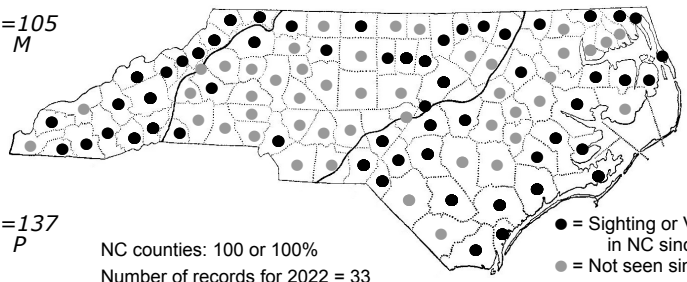 =105
M
=137
P
NC counties: 100 or 100%
Number of records for 2022 = 33
● = Sighting or
in NC sinc
● = Not seen sin